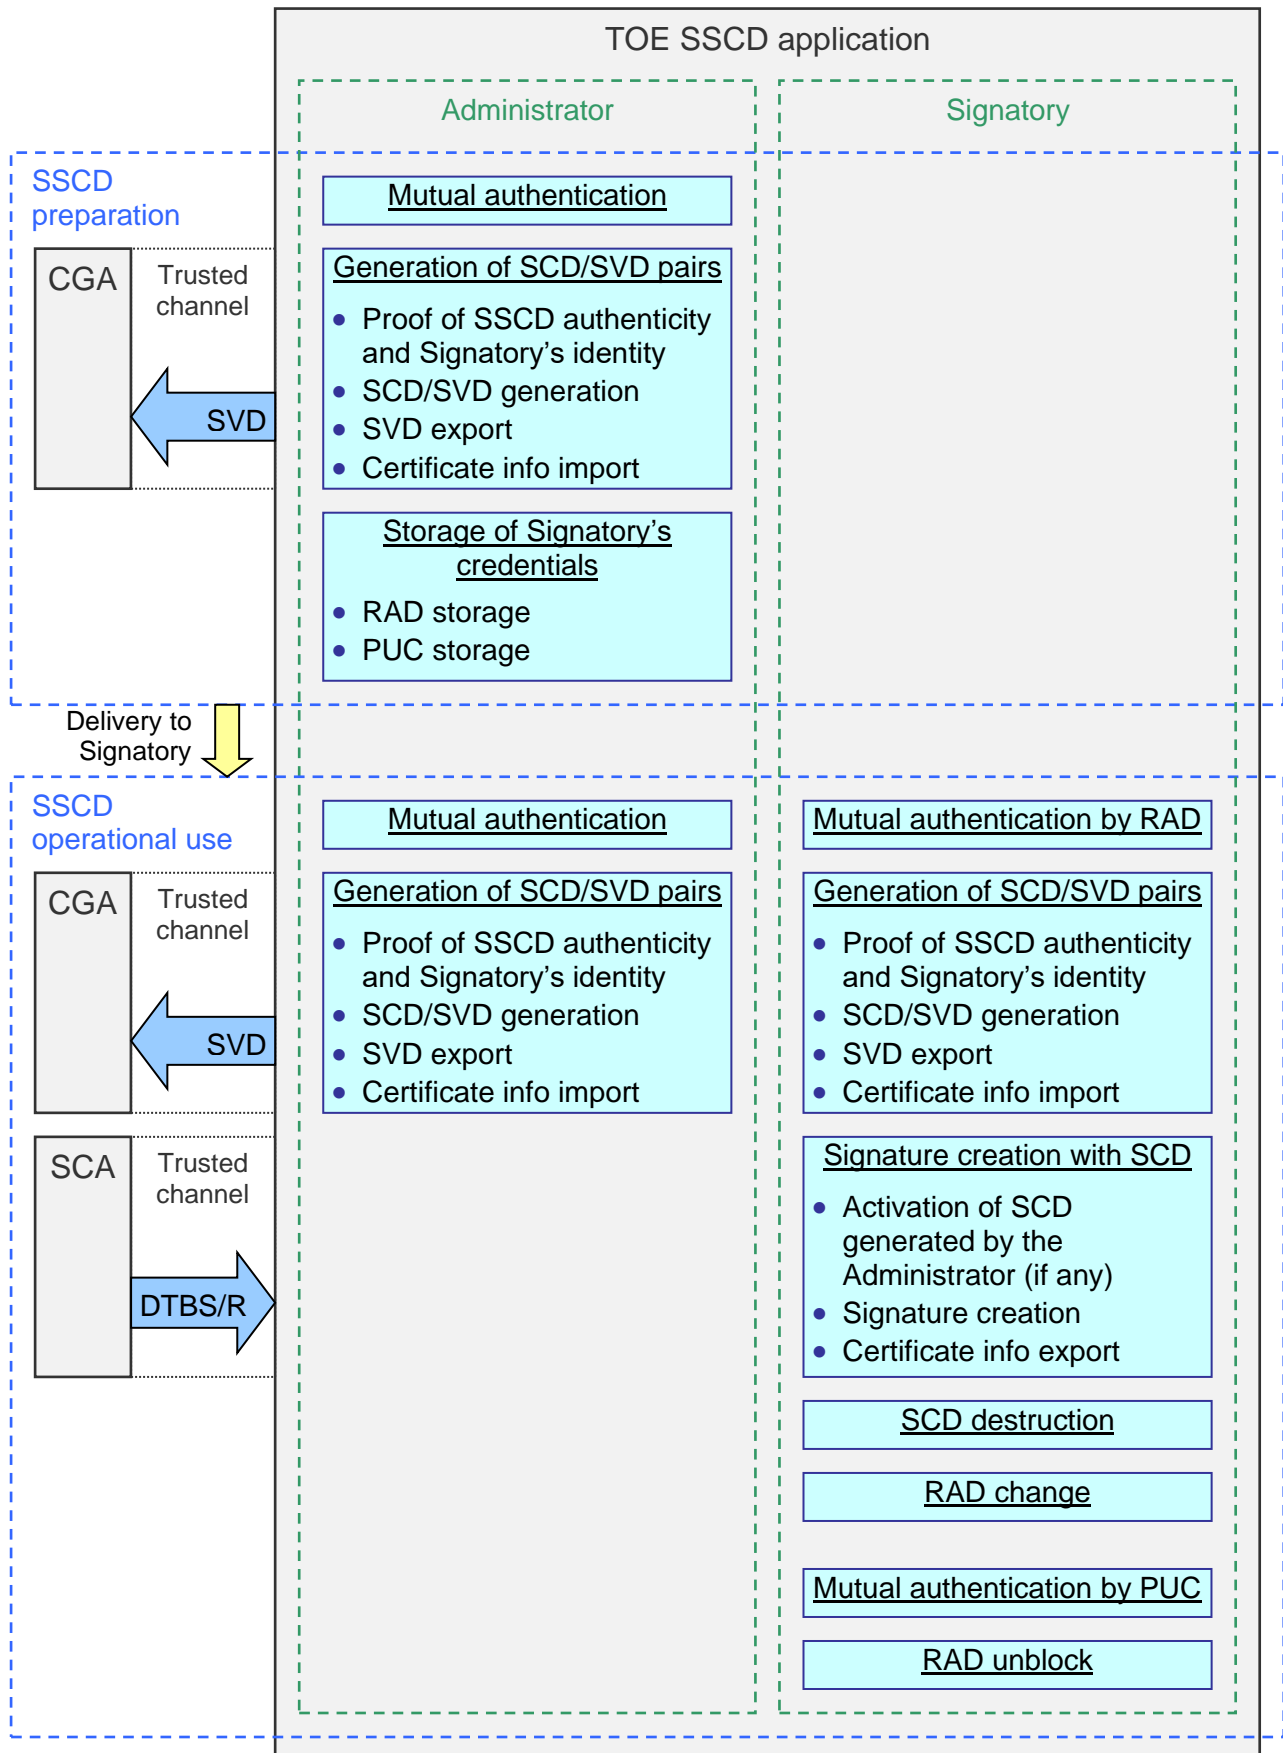 TOE SSCD application
Administrator
Signatory
SSCD
preparation
Mutual authentication
CGA
Trusted
channel
SVD
Generation of SCD/SVD pairs
• Proof of SSCD authenticity
and Signatory’s identity
• SCD/SVD generation
• SVD export
• Certificate info import
Storage of Signatory’s
credentials
• RAD storage
• PUC storage
Delivery to
Signatory
SSCD
operational use
Mutual authentication
Mutual authentication by RAD
CGA
Trusted
channel
SVD
Generation of SCD/SVD pairs
• Proof of SSCD authenticity
and Signatory’s identity
• SCD/SVD generation
• SVD export
• Certificate info import
Generation of SCD/SVD pairs
• Proof of SSCD authenticity
and Signatory’s identity
• SCD/SVD generation
• SVD export
• Certificate info import
SCA
Trusted
channel
DTBS/R
Signature creation with SCD
• Activation of SCD
generated by the
Administrator (if any)
• Signature creation
• Certificate info export
SCD destruction
RAD change
Mutual authentication by PUC
RAD unblock